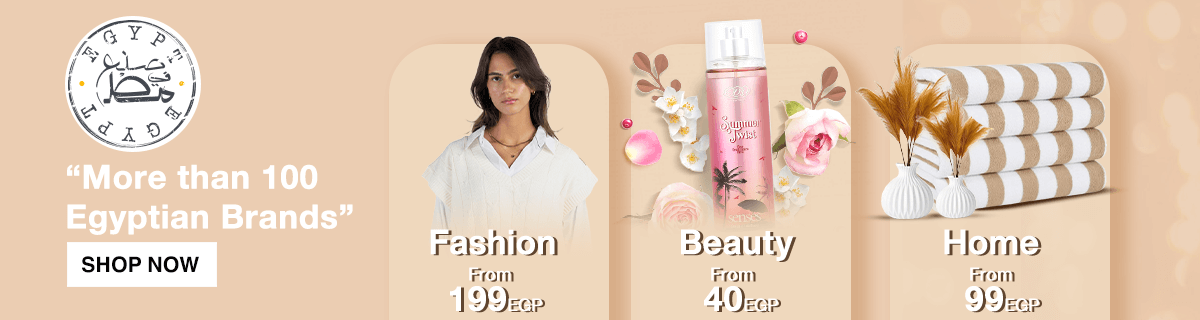 EGYPT
صنع
في
مصر
EGYPT
“More than 100
Egyptian Brands”
SHOP NOW
Fashion
From
199EGP
Summer
Twist
senses
Beauty
From
40EGP
Home
From
99EGP